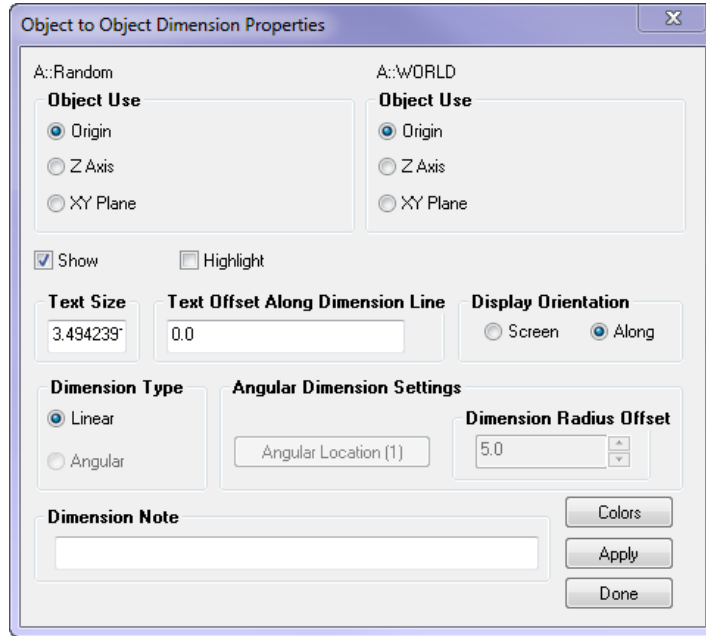 Object to Object Dimension Properties
A::Random A::WORLD
Object Use Object Use
Origin Origin
Z Axis Z Axis
XY Plane XY Plane
Show Highlight
Text Size Text Offset Along Dimension Line Display Orientation
3.494239 0.0 Screen Along
Dimension Type Angular Dimension Settings
Linear Dimension Radius Offset
Angular Angular Location (1) 5.0
Dimension Note Colors
Apply
Done